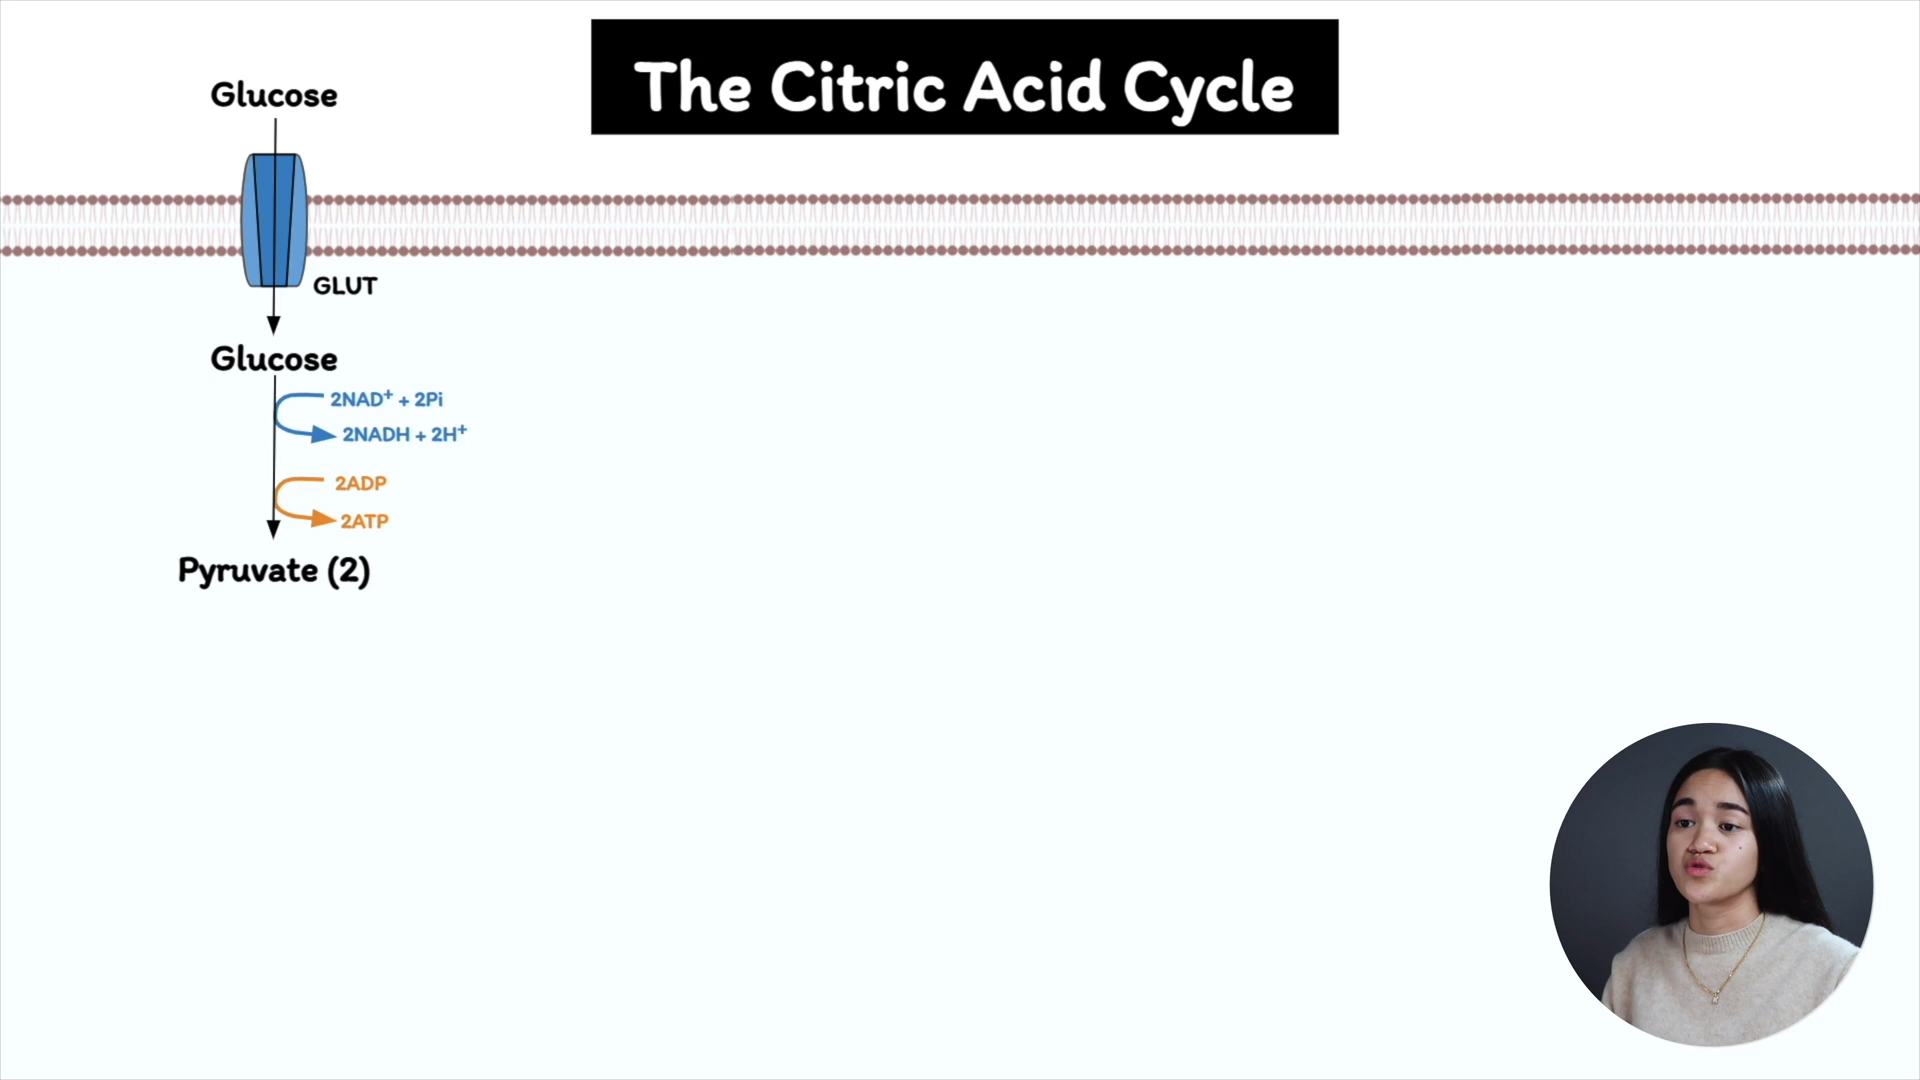 The Citric Acid Cycle
Glucose
GLUT
Glucose
2NAD⁺ + 2Pi
2NADH + 2H⁺
2ADP
2ATP
Pyruvate (2)